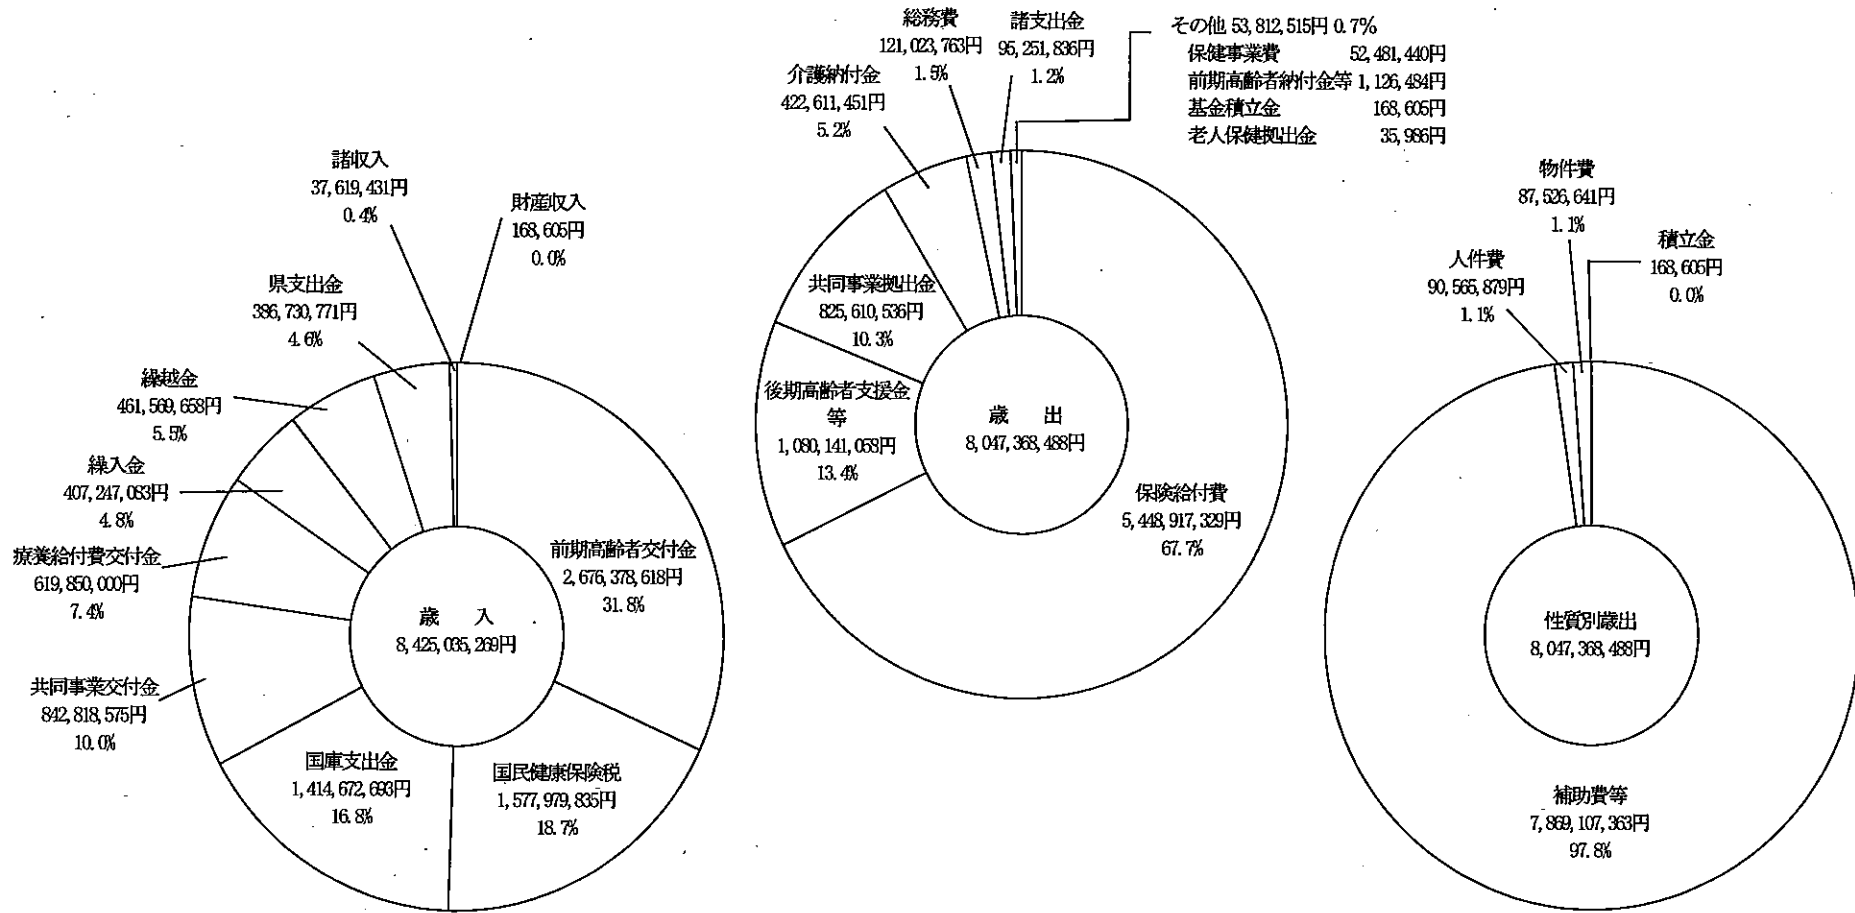 総務費
121,023,763円
1.5%
諸支出金
95,251,836円
1.2%
その他 53,812,515円 0.7%
保健事業費 52,481,440円
前期高齢者納付金等 1,126,484円
基金積立金 168,605円
老人保健拠出金 35,986円
介護納付金
422,611,451円
5.2%
共同事業拠出金
825,610,536円
10.3%
後期高齢者支援金
等
1,080,141,058円
13.4%
歳 出
8,047,368,488円
保険給付費
5,448,917,329円
67.7%
諸収入
37,619,431円
0.4%
財産収入
168,605円
0.0%
県支出金
386,730,771円
4.6%
繰越金
461,569,658円
5.5%
繰入金
407,247,083円
4.8%
療養給付費交付金
619,850,000円
7.4%
共同事業交付金
842,818,575円
10.0%
国庫支出金
1,414,672,693円
16.8%
国民健康保険税
1,577,979,835円
18.7%
前期高齢者交付金
2,676,378,618円
31.8%
歳 入
8,425,035,269円
物件費
87,526,641円
1.1%
積立金
168,605円
0.0%
人件費
90,565,879円
1.1%
性質別歳出
8,047,368,488円
補助費等
7,869,107,363円
97.8%